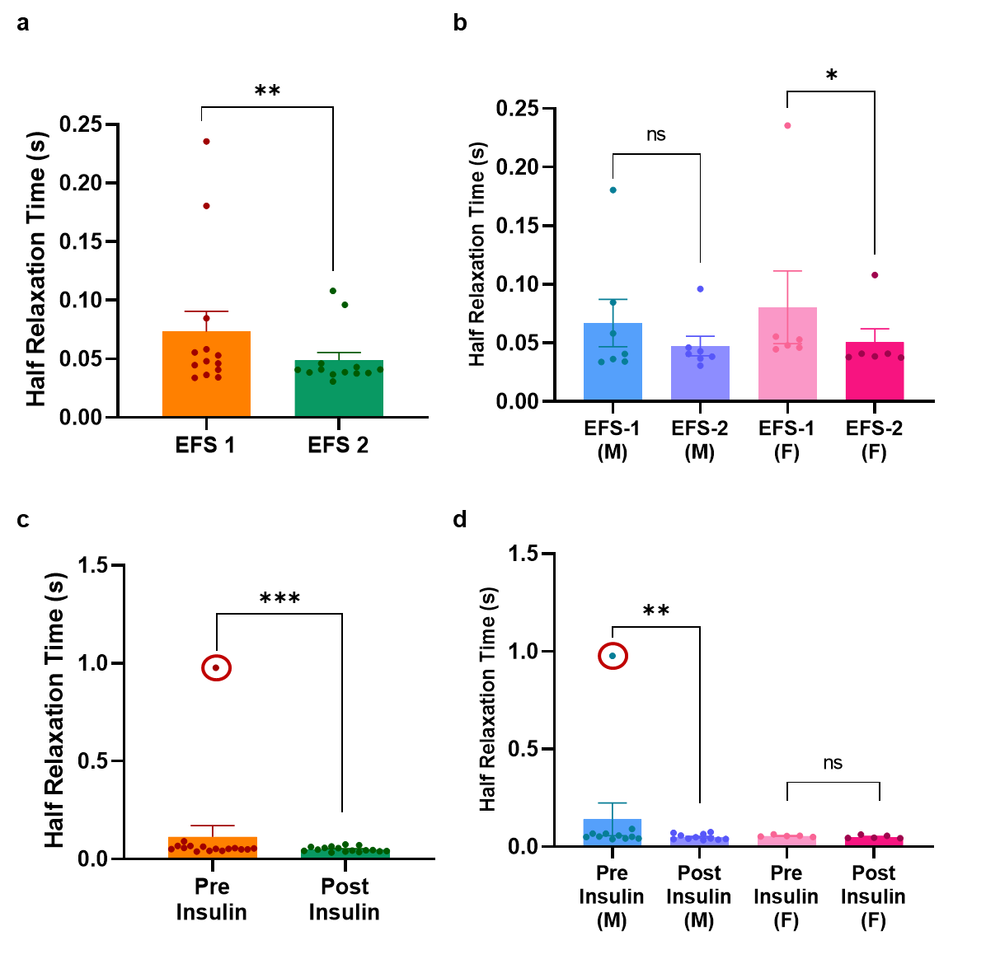 a
**
Half Relaxation Time (s)
0.25
0.20
0.15
0.10
0.05
0.00
EFS 1
EFS 2
b
*
ns
Half Relaxation Time (s)
0.25
0.20
0.15
0.10
0.05
0.00
EFS-1
(M)
EFS-2
(M)
EFS-1
(F)
EFS-2
(F)
c
***
Half Relaxation Time (s)
1.5
1.0
0.5
0.0
Pre
Insulin
Post
Insulin
d
**
ns
Half Relaxation Time (s)
1.5
1.0
0.5
0.0
Pre
Insulin
(M)
Post
Insulin
(M)
Pre
Insulin
(F)
Post
Insulin
(F)